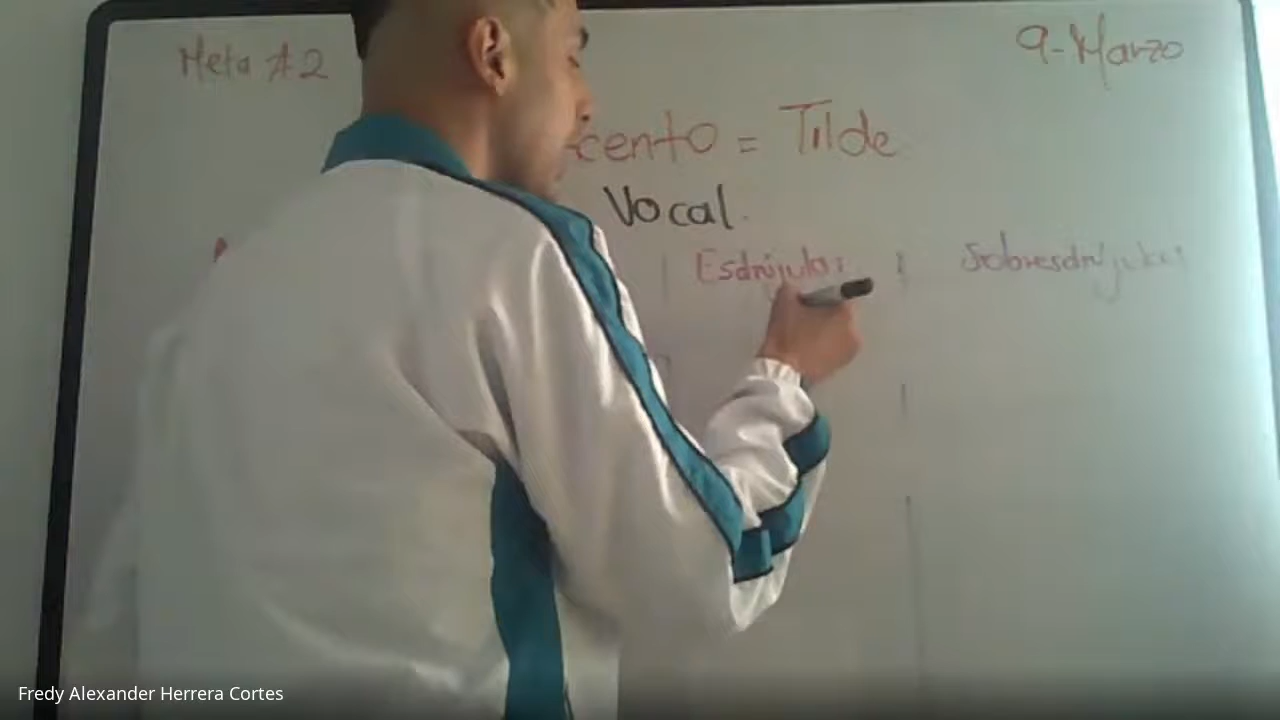 Meta #2
9-Marzo
cento = Tilde
Vocal.
Esdrújulas
Sobresdrújulas
Fredy Alexander Herrera Cortes